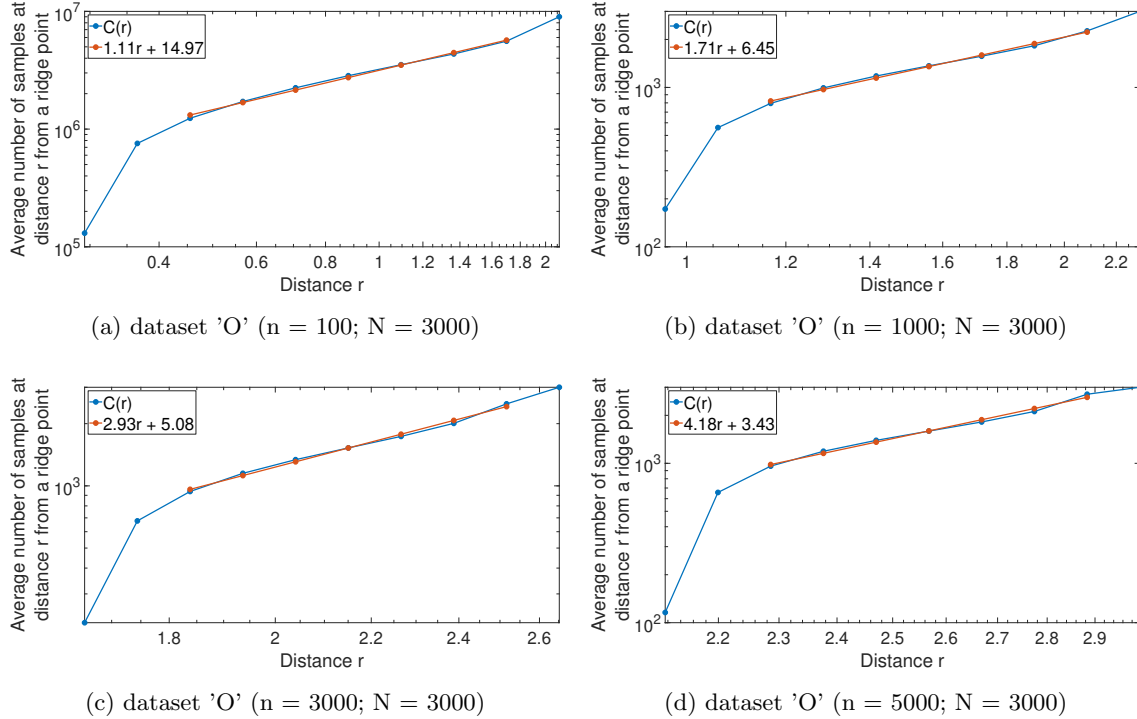 Average number of samples at
distance r from a ridge point
10^7
10^6
10^5
C(r)
1.11r + 14.97
0.4 0.6 0.8 1 1.2 1.4 1.6 1.8 2
Distance r
(a) dataset 'O' (n = 100; N = 3000)
Average number of samples at
distance r from a ridge point
10^3
10^2
C(r)
1.71r + 6.45
1 1.2 1.4 1.6 1.8 2 2.2
Distance r
(b) dataset 'O' (n = 1000; N = 3000)
Average number of samples at
distance r from a ridge point
10^3
C(r)
2.93r + 5.08
1.8 2 2.2 2.4 2.6
Distance r
(c) dataset 'O' (n = 3000; N = 3000)
Average number of samples at
distance r from a ridge point
10^3
10^2
C(r)
4.18r + 3.43
2.2 2.3 2.4 2.5 2.6 2.7 2.8 2.9
Distance r
(d) dataset 'O' (n = 5000; N = 3000)